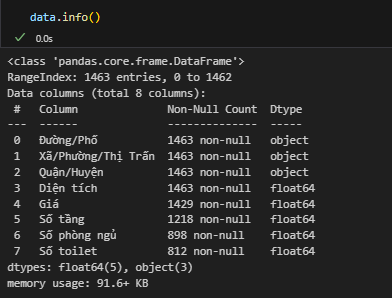 data.info()
0.0s
<class 'pandas.core.frame.DataFrame'>
RangeIndex: 1463 entries, 0 to 1462
Data columns (total 8 columns):
 #   Column              Non-Null Count  Dtype
---  ------              --------------  -----
 0   Đường/Phố           1463 non-null   object
 1   Xã/Phường/Thị Trấn  1463 non-null   object
 2   Quận/Huyện          1463 non-null   object
 3   Diện tích           1463 non-null   float64
 4   Giá                 1429 non-null   float64
 5   Số tầng             1218 non-null   float64
 6   Số phòng ngủ        898 non-null    float64
 7   Số toilet           812 non-null    float64
dtypes: float64(5), object(3)
memory usage: 91.6+ KB